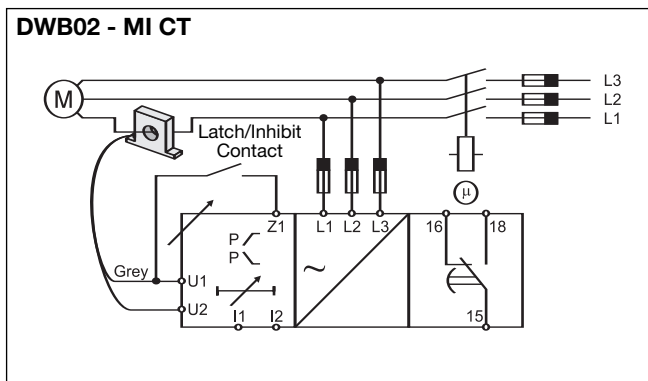 DWB02 - MI CT
L3
M
L2
L1
Latch/Inhibit
Contact
μ
Z1
L1
L2
L3
16
18
P
P
~
Grey
U1
U2
I1
I2
15